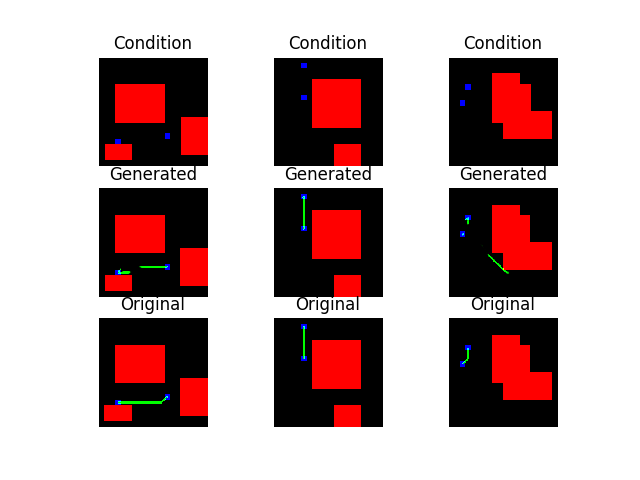 Condition Condition Condition
Generated Generated Generated
Original Original Original